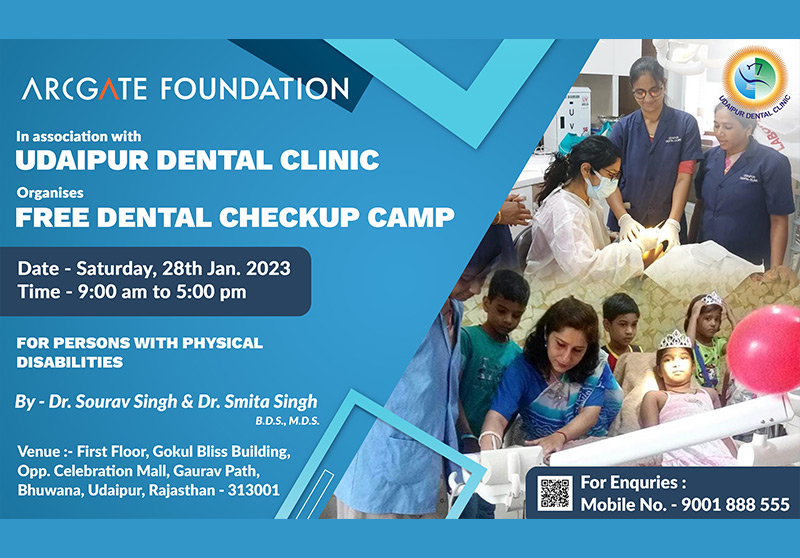 ARCGATE FOUNDATION
In association with
UDAIPUR DENTAL CLINIC
Organises
FREE DENTAL CHECKUP CAMP
Date - Saturday, 28th Jan. 2023
Time - 9:00 am to 5:00 pm
FOR PERSONS WITH PHYSICAL
DISABILITIES
By - Dr. Sourav Singh & Dr. Smita Singh
B.D.S., M.D.S.
Venue :- First Floor, Gokul Bliss Building,
Opp. Celebration Mall, Gaurav Path,
Bhuwana, Udaipur, Rajasthan - 313001
UDAIPUR DENTAL CLINIC
For Enquries :
Mobile No. - 9001 888 555